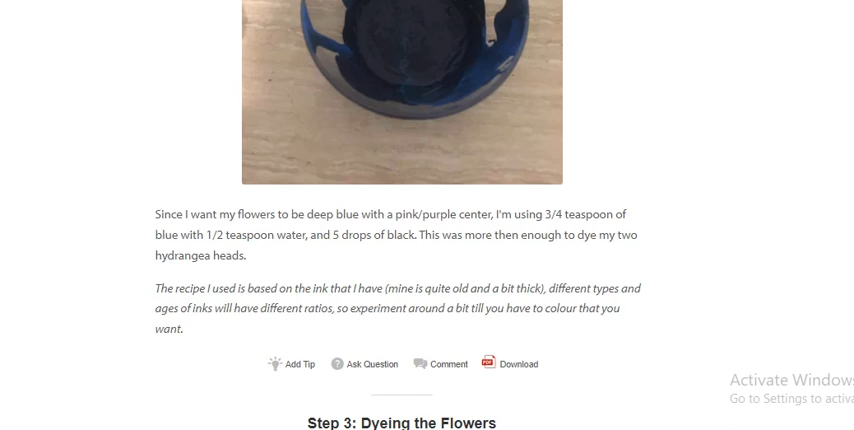 Since I want my flowers to be deep blue with a pink/purple center, I'm using 3/4 teaspoon of
blue with 1/2 teaspoon water, and 5 drops of black. This was more then enough to dye my two
hydrangea heads.
The recipe I used is based on the ink that I have (mine is quite old and a bit thick), different types and
ages of inks will have different ratios, so experiment around a bit till you have to colour that you
want.
Add Tip Ask Question Comment PDF Download
Activate Windows
Go to Settings to activa
Step 3: Dyeing the Flowers